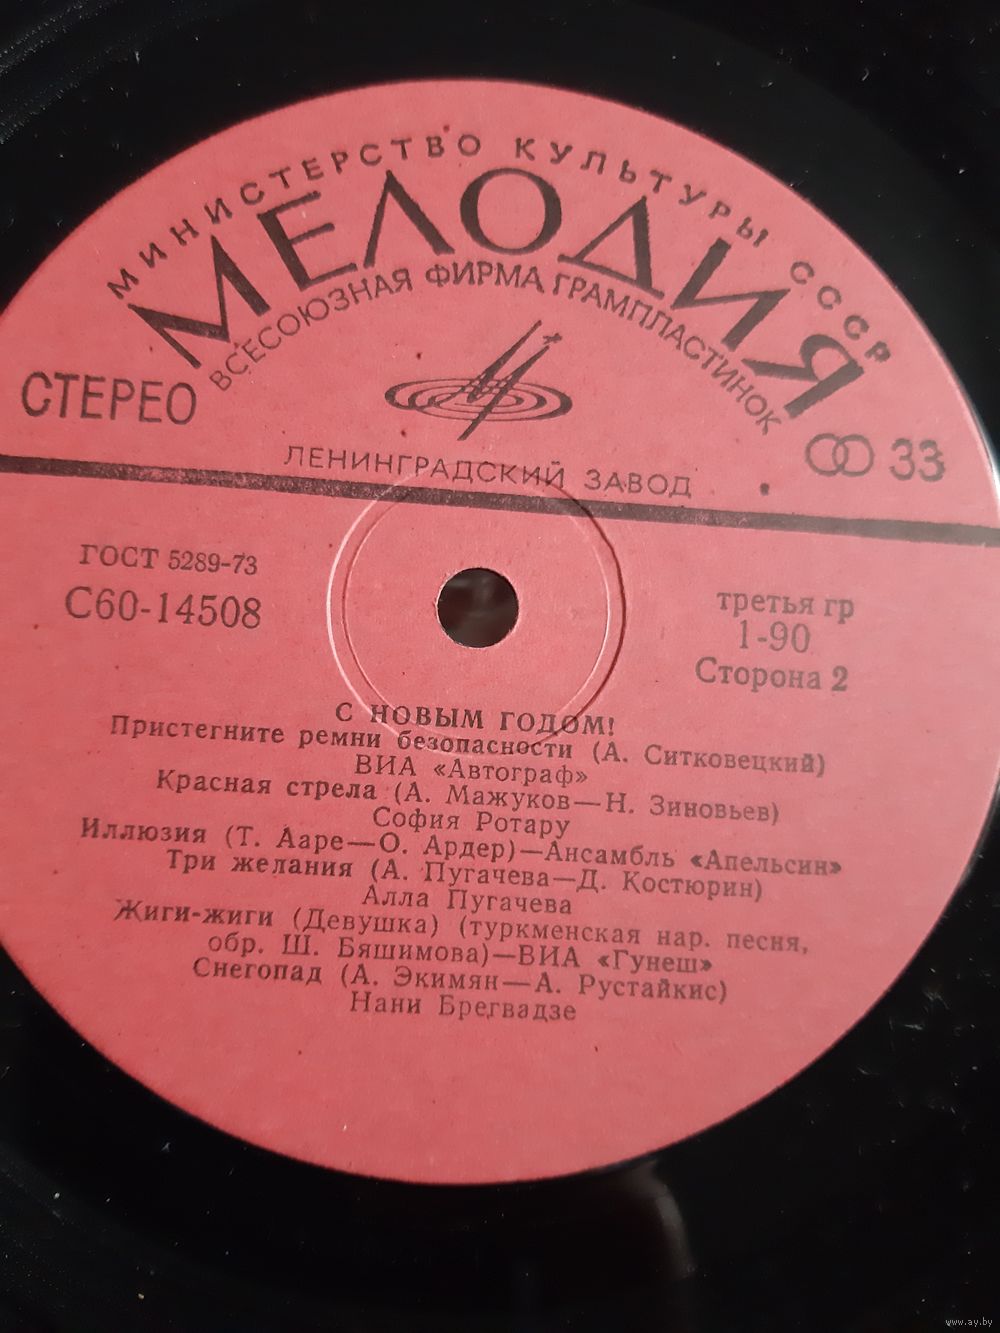 МИНИСТЕРСТВО КУЛЬТУРЫ СССР
МЕЛОДИЯ
ВСЕСОЮЗНАЯ ФИРМА ГРАМПЛАСТИНОК
СТЕРЕО
33
ЛЕНИНГРАДСКИЙ ЗАВОД
ГОСТ 5289-73
С60-14508
третья гр
1-90
Сторона 2
С НОВЫМ ГОДОМ!
Пристегните ремни безопасности (А. Ситковецкий)
ВИА «Автограф»
Красная стрела (А. Мажуков—Н. Зиновьев)
София Ротару
Иллюзия (Т. Ааре—О. Ардер)—Ансамбль «Апельсин»
Три желания (А. Пугачева—Д. Костюрин)
Алла Пугачева
Жиги-жиги (Девушка) (туркменская нар. песня,
обр. Ш. Бяшимова)—ВИА «Гунеш»
Снегопад (А. Экимян—А. Рустайкис)
Нани Брегвадзе
www.ay.by